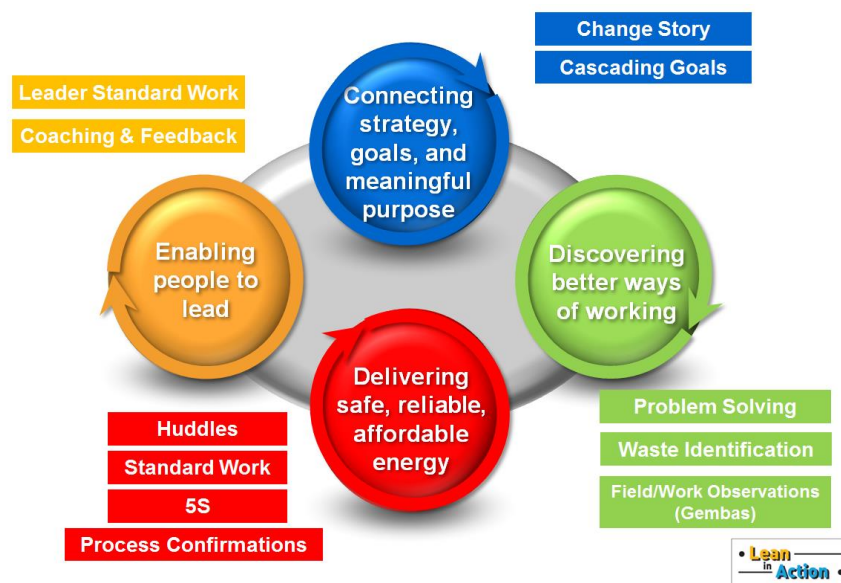 Change Story
Cascading Goals
Leader Standard Work
Coaching & Feedback
Connecting
strategy,
goals, and
meaningful
purpose
Enabling
people to
lead
Discovering
better ways
of working
Delivering
safe, reliable,
affordable
energy
Huddles
Standard Work
5S
Process Confirmations
Problem Solving
Waste Identification
Field/Work Observations
(Gembas)
• Lean
in
Action •